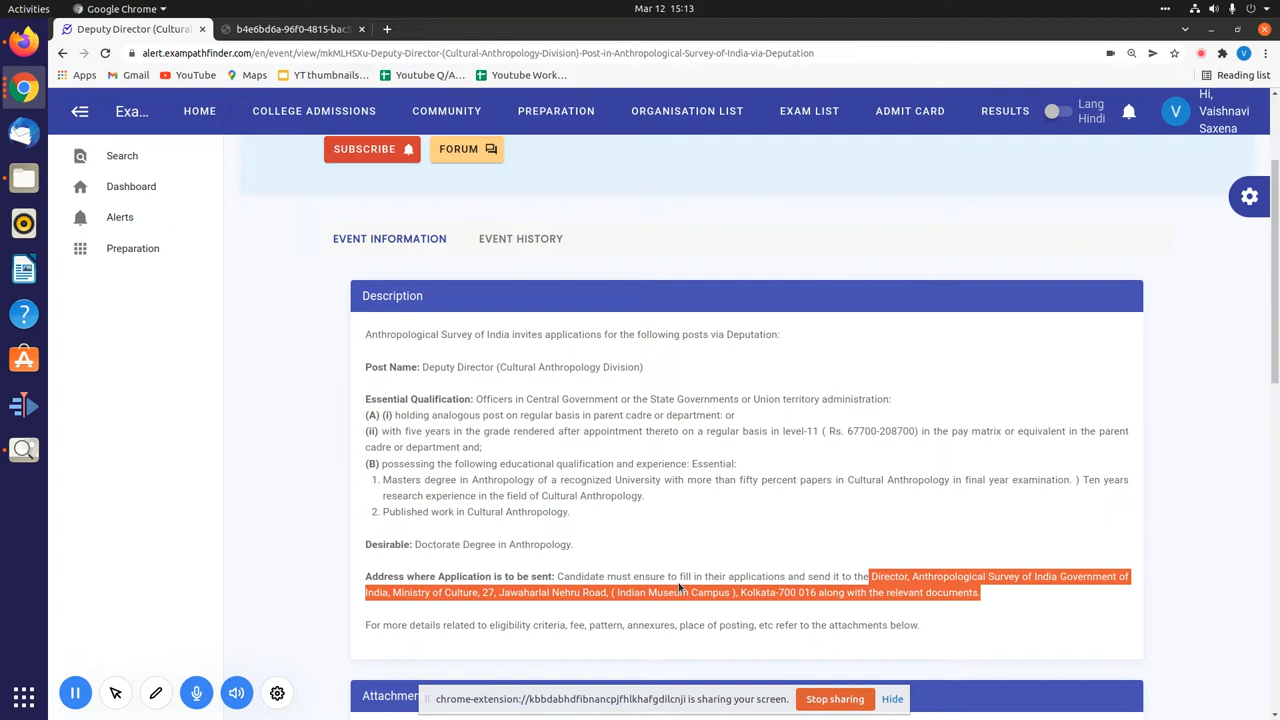 Activities
Google Chrome
Mar 12 15:13
Deputy Director (Cultural
b4e6bd6a-96f0-4815-bac5
alert.exampathfinder.com/en/event/view/mkMLHSXu-Deputy-Director-(Cultural-Anthropology-Division)-Post-in-Anthropological-Survey-of-India-via-Deputation
Apps
Gmail
YouTube
Maps
YT thumbnails...
Youtube Q/A...
Youtube Work...
Reading list
Exa...
HOME
COLLEGE ADMISSIONS
COMMUNITY
PREPARATION
ORGANISATION LIST
EXAM LIST
ADMIT CARD
RESULTS
Lang
Hindi
V
Hi,
Vaishnavi
Saxena
Search
Dashboard
Alerts
Preparation
SUBSCRIBE
FORUM
EVENT INFORMATION
EVENT HISTORY
Description
Anthropological Survey of India invites applications for the following posts via Deputation:
Post Name: Deputy Director (Cultural Anthropology Division)
Essential Qualification: Officers in Central Government or the State Governments or Union territory administration:
(A) (i) holding analogous post on regular basis in parent cadre or department: or
(ii) with five years in the grade rendered after appointment thereto on a regular basis in level-11 ( Rs. 67700-208700) in the pay matrix or equivalent in the parent
cadre or department and;
(B) possessing the following educational qualification and experience: Essential:
1. Masters degree in Anthropology of a recognized University with more than fifty percent papers in Cultural Anthropology in final year examination. ) Ten years
research experience in the field of Cultural Anthropology.
2. Published work in Cultural Anthropology.
Desirable: Doctorate Degree in Anthropology.
Address where Application is to be sent: Candidate must ensure to fill in their applications and send it to the Director, Anthropological Survey of India Government of
India, Ministry of Culture, 27, Jawaharlal Nehru Road, ( Indian Museum Campus ), Kolkata-700 016 along with the relevant documents.
For more details related to eligibility criteria, fee, pattern, annexures, place of posting, etc refer to the attachments below.
Attachmen
chrome-extension://kbbdabhdfibnancpjfhlkhafgdilcnji is sharing your screen.
Stop sharing
Hide